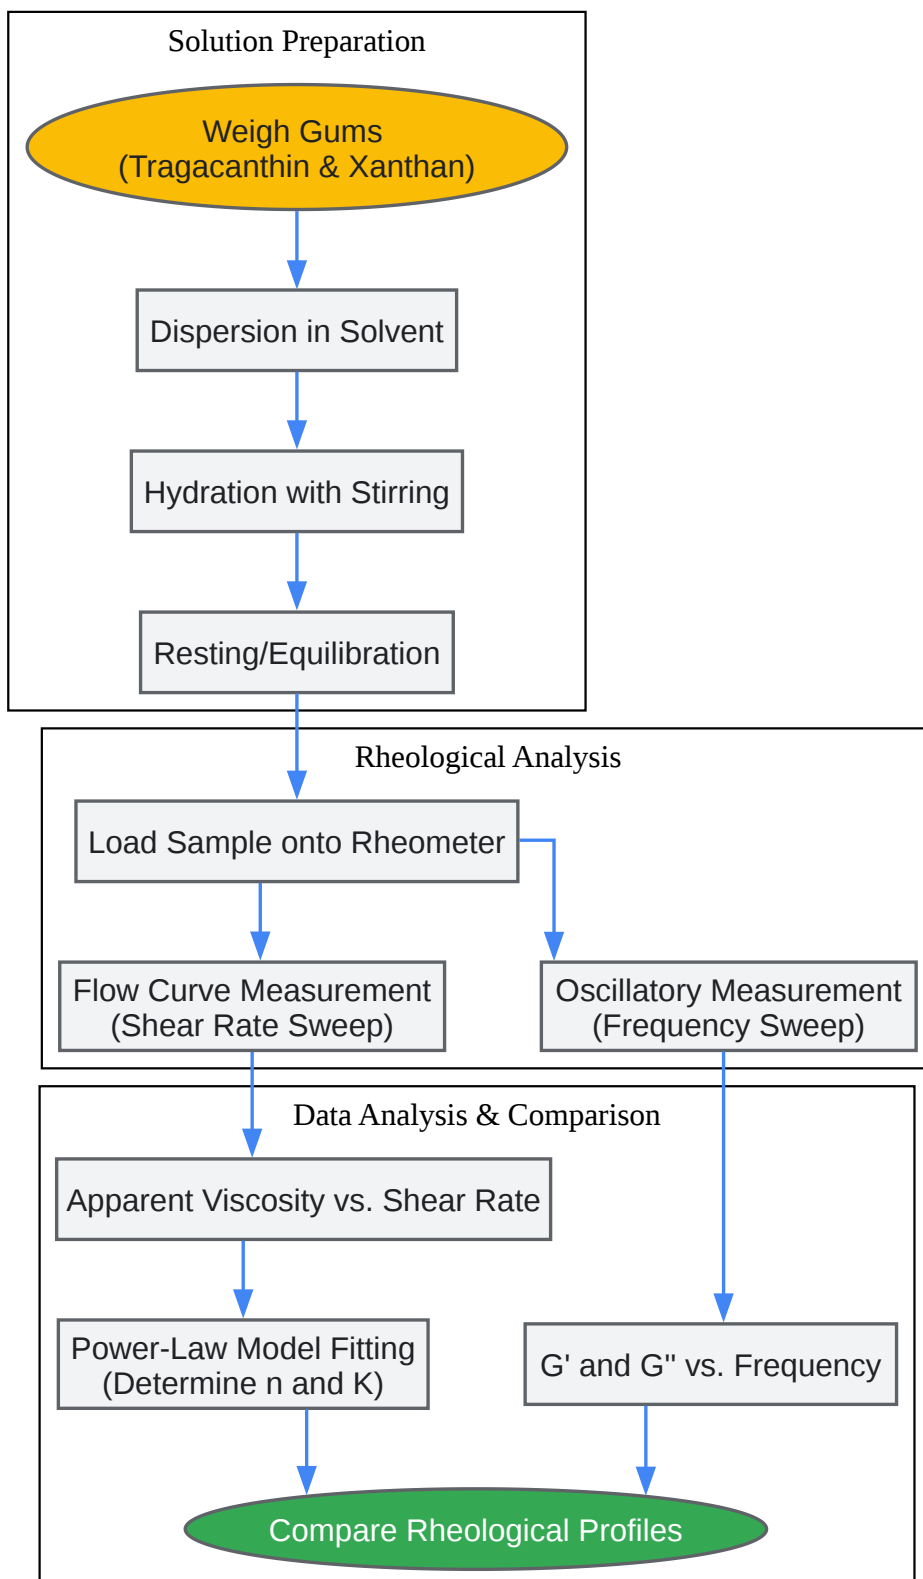 Solution Preparation
Weigh Gums
(Tragacanthin & Xanthan)
Dispersion in Solvent
Hydration with Stirring
Resting/Equilibration
Rheological Analysis
Load Sample onto Rheometer
Flow Curve Measurement
(Shear Rate Sweep)
Oscillatory Measurement
(Frequency Sweep)
Data Analysis & Comparison
Apparent Viscosity vs. Shear Rate
Power-Law Model Fitting
(Determine n and K)
G' and G'' vs. Frequency
Compare Rheological Profiles